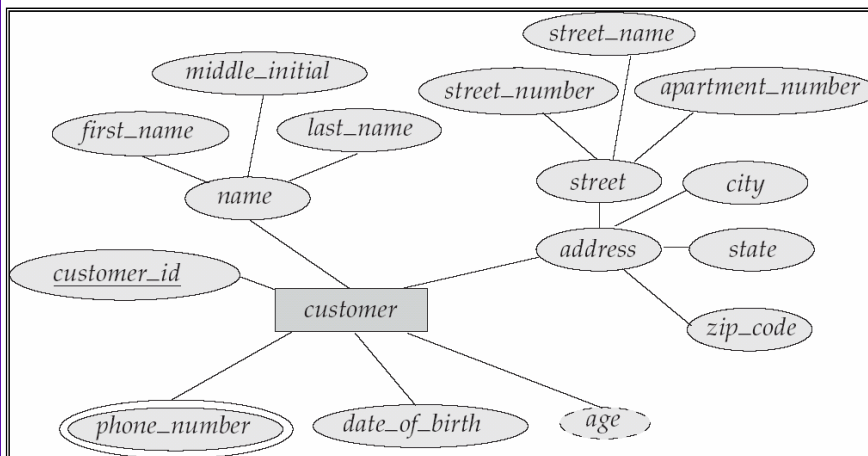 street_name
middle_initial
street_number
apartment_number
first_name
last_name
name
street
city
address
state
customer_id
customer
zip_code
phone_number
date_of_birth
age